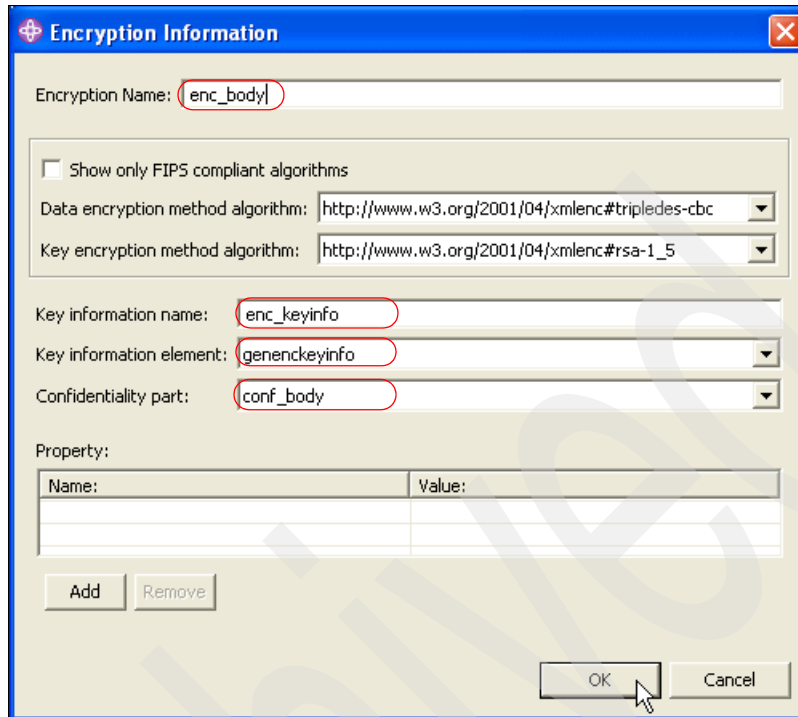 Encryption Information
Encryption Name: enc_body
Show only FIPS compliant algorithms
Data encryption method algorithm: http://www.w3.org/2001/04/xmlenc#tripledes-cbc
Key encryption method algorithm: http://www.w3.org/2001/04/xmlenc#rsa-1_5
Key information name: enc_keyinfo
Key information element: genenckeyinfo
Confidentiality part: conf_body
Property:
Name: Value:
Add Remove
OK Cancel